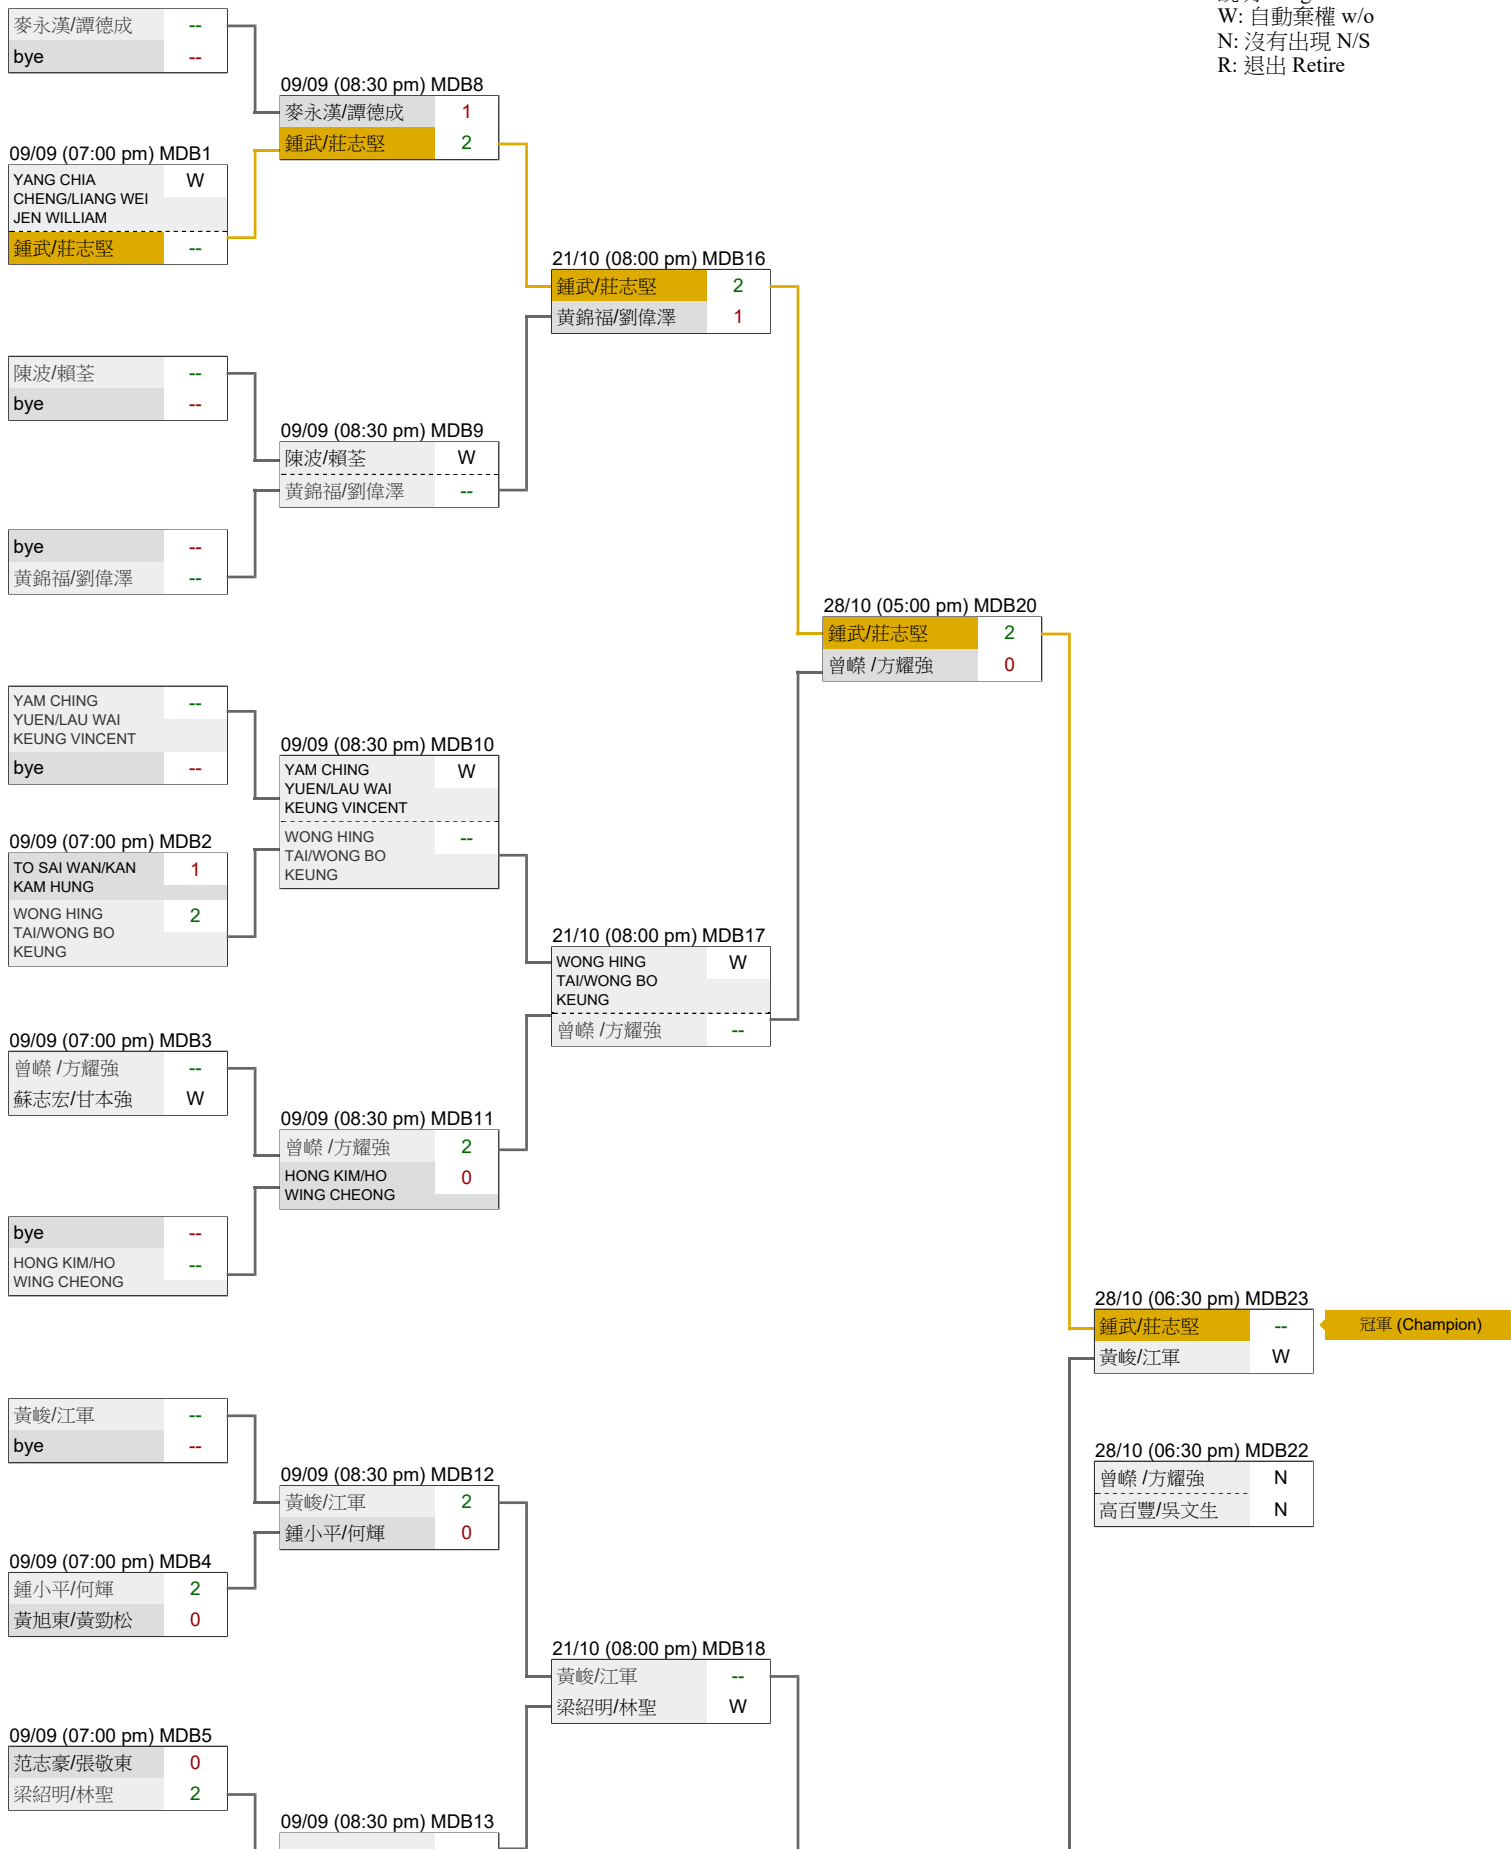 W: 自動棄權 w/o
N: 沒有出現 N/S
R: 退出 Retire
麥永漢/譚德成 --
bye --
09/09 (08:30 pm) MDB8
麥永漢/譚德成 1
鍾武/莊志堅 2
09/09 (07:00 pm) MDB1
YANG CHIA W
CHENG/LIANG WEI
JEN WILLIAM
鍾武/莊志堅 --
21/10 (08:00 pm) MDB16
鍾武/莊志堅 2
黃錦福/劉偉澤 1
陳波/賴荃 --
bye --
09/09 (08:30 pm) MDB9
陳波/賴荃 W
黃錦福/劉偉澤 --
bye --
黃錦福/劉偉澤 --
28/10 (05:00 pm) MDB20
鍾武/莊志堅 2
曾嶸 /方耀強 0
YAM CHING --
YUEN/LAU WAI
KEUNG VINCENT
bye --
09/09 (08:30 pm) MDB10
YAM CHING W
YUEN/LAU WAI
KEUNG VINCENT
WONG HING --
TAI/WONG BO
KEUNG
09/09 (07:00 pm) MDB2
TO SAI WAN/KAN 1
KAM HUNG
WONG HING 2
TAI/WONG BO
KEUNG
21/10 (08:00 pm) MDB17
WONG HING W
TAI/WONG BO
KEUNG
曾嶸 /方耀強 --
09/09 (07:00 pm) MDB3
曾嶸 /方耀強 --
蘇志宏/甘本強 W
09/09 (08:30 pm) MDB11
曾嶸 /方耀強 2
HONG KIM/HO 0
WING CHEONG
bye --
HONG KIM/HO --
WING CHEONG
28/10 (06:30 pm) MDB23
鍾武/莊志堅 --
冠軍 (Champion)
黃峻/江軍 W
黃峻/江軍 --
bye --
28/10 (06:30 pm) MDB22
曾嶸 /方耀強 N
高百豐/吳文生 N
09/09 (08:30 pm) MDB12
黃峻/江軍 2
鍾小平/何輝 0
09/09 (07:00 pm) MDB4
鍾小平/何輝 2
黃旭東/黃勁松 0
21/10 (08:00 pm) MDB18
黃峻/江軍 --
梁紹明/林聖 W
09/09 (07:00 pm) MDB5
范志豪/張敬東 0
梁紹明/林聖 2
09/09 (08:30 pm) MDB13